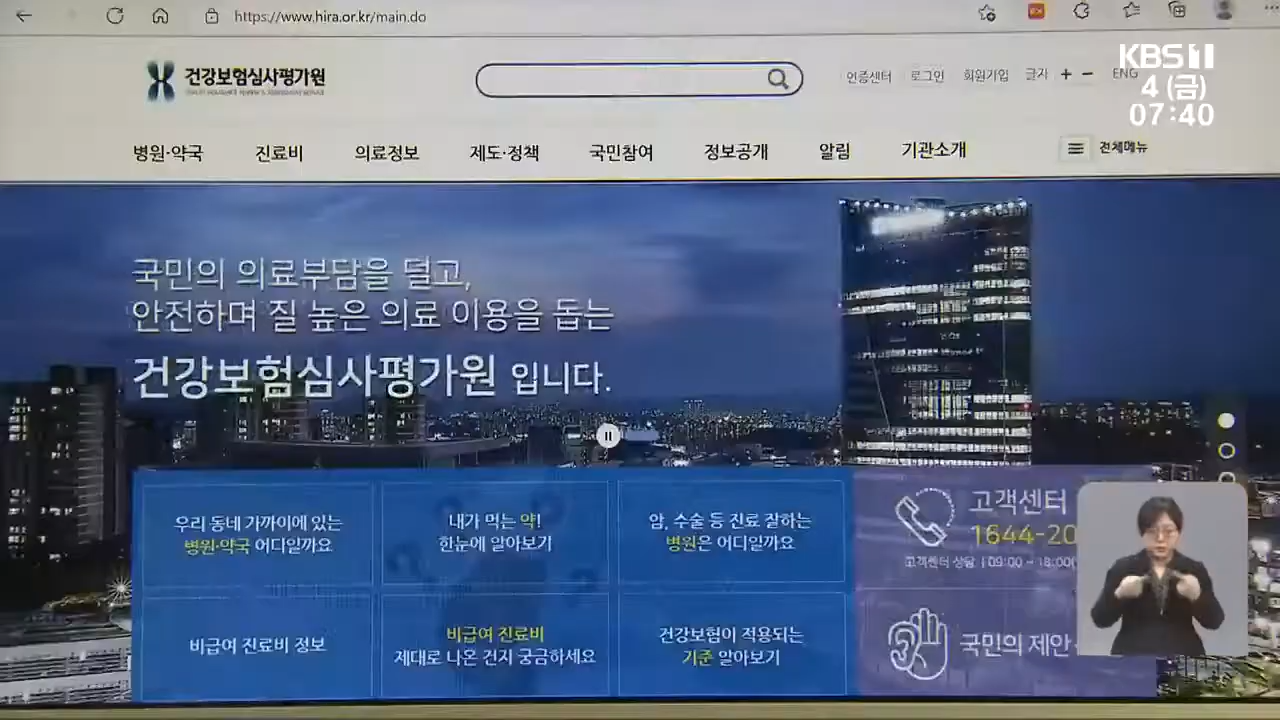 https://www.hira.or.kr/main.do
건강보험심사평가원
인증센터 로그인 회원가입 글자 + - ENG
KBS 1
4 (금)
07:40
병원·약국 진료비 의료정보 제도·정책 국민참여 정보공개 알림 기관소개 전체메뉴
국민의 의료부담을 덜고,
안전하며 질 높은 의료 이용을 돕는
건강보험심사평가원 입니다.
우리 동네 가까이에 있는
병원·약국 어디일까요
내가 먹는 약!
한눈에 알아보기
암, 수술 등 진료 잘하는
병원은 어디일까요
고객센터
1644-20
고객센터 상담 | 09:00 ~ 18:00(
비급여 진료비 정보
비급여 진료비
제대로 나온 건지 궁금하세요
건강보험이 적용되는
기준 알아보기
국민의 제안